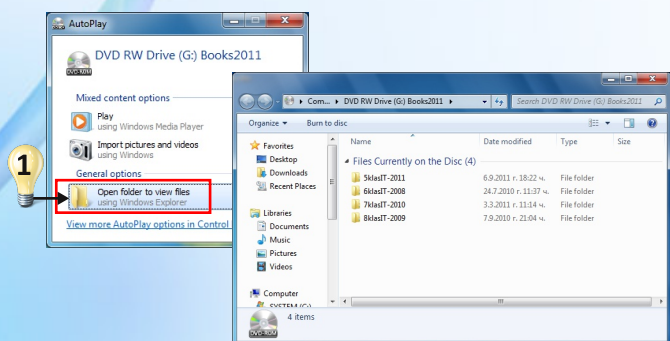 AutoPlay
DVD RW Drive (G:) Books2011
DVD-ROM
Mixed content options
Play
using Windows Media Player
Import pictures and videos
using Windows
General options
1
Open folder to view files
using Windows Explorer
View more AutoPlay options in Control
Com... DVD RW Drive (G:) Books2011 Search DVD RW Drive (G:) Books2011
Organize Burn to disc
Favorites
Desktop
Downloads
Recent Places
Libraries
Documents
Music
Pictures
Videos
Computer
SYSTEM (C:)
Name Date modified Type Size
Files Currently on the Disc (4)
5klasIT-2011 6.9.2011 г. 18:22 ч. File folder
6klasIT-2008 24.7.2010 г. 11:37 ч. File folder
7klasIT-2010 3.3.2011 г. 11:14 ч. File folder
8klasIT-2009 7.9.2010 г. 21:04 ч. File folder
4 items
DVD-ROM